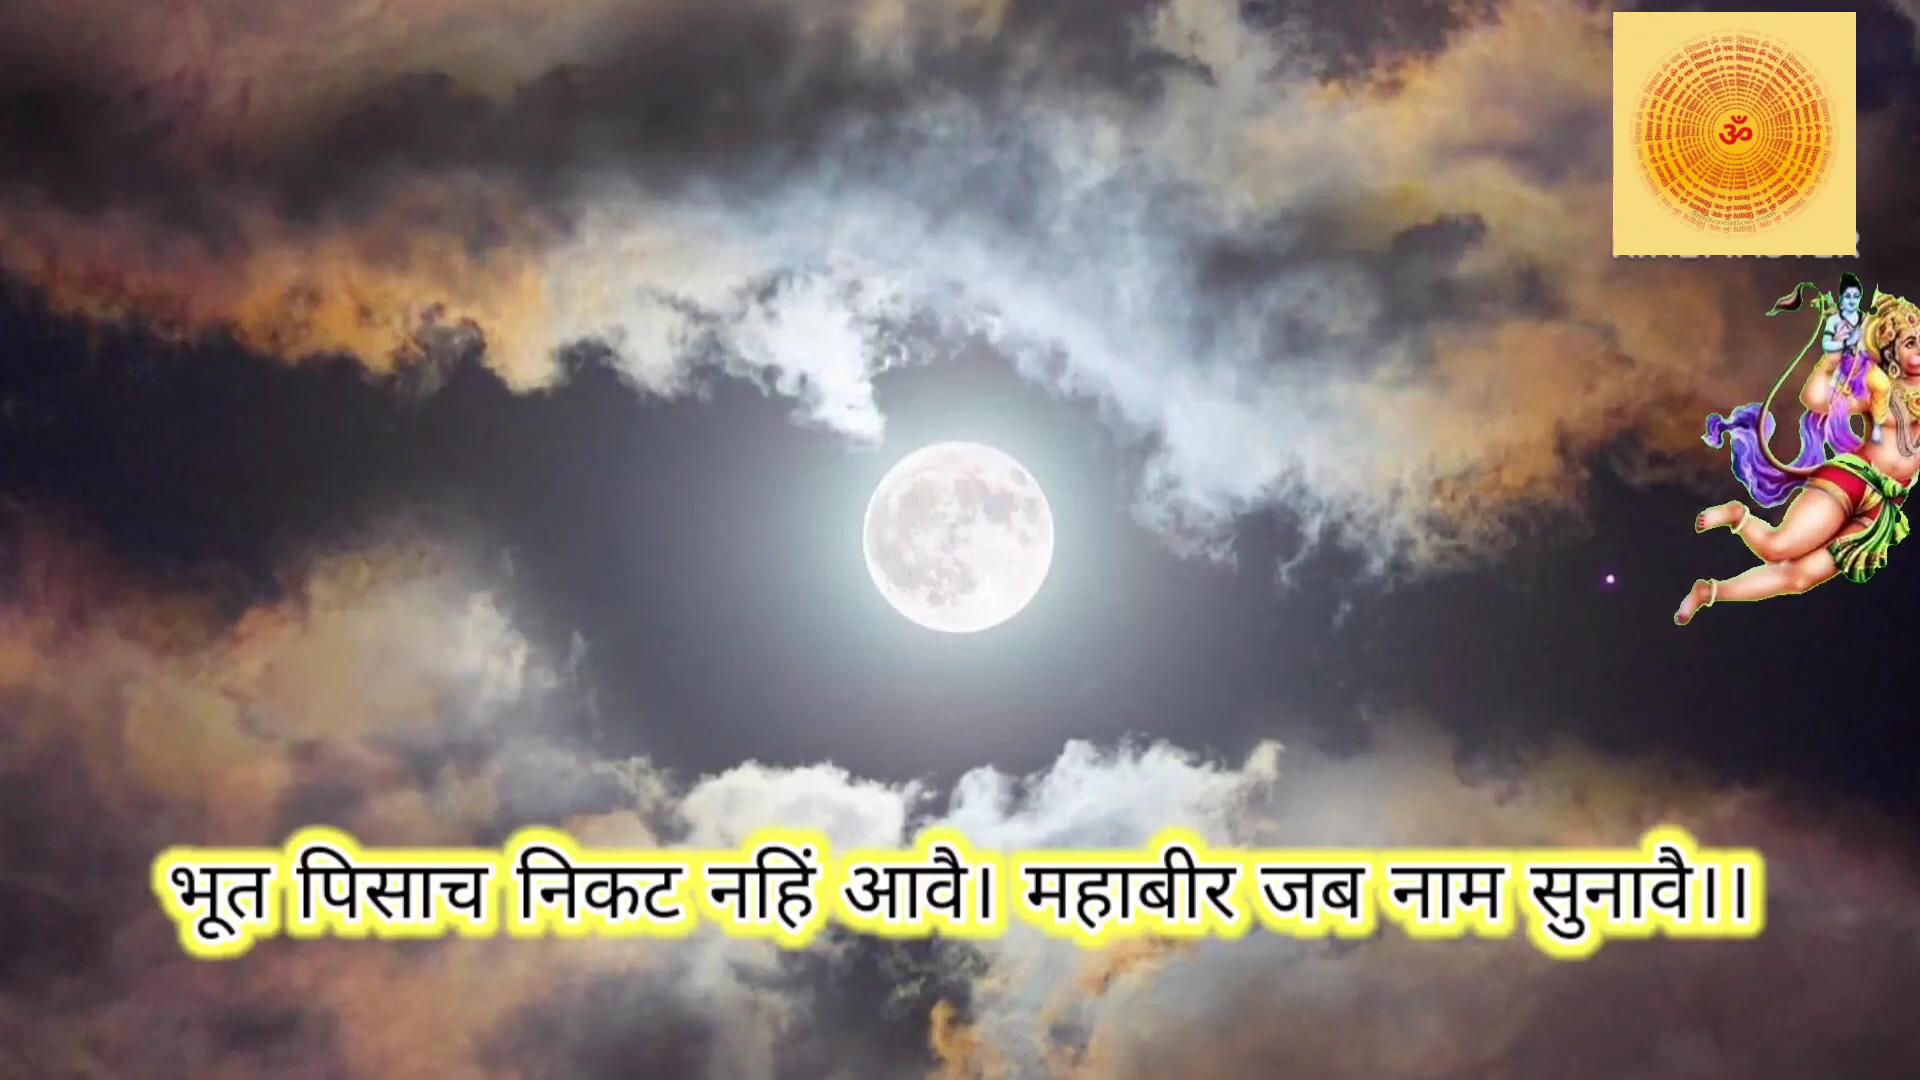 ॐ
भूत पिसाच निकट नहिं आवै। महाबीर जब नाम सुनावै।।